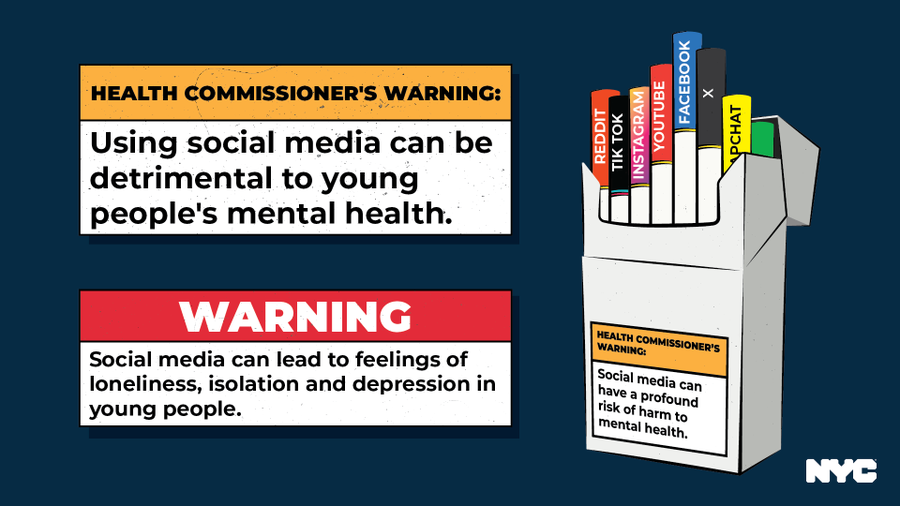 HEALTH COMMISSIONER'S WARNING:
Using social media can be
detrimental to young
people's mental health.
WARNING
Social media can lead to feelings of
loneliness, isolation and depression in
young people.
REDDIT
TIK TOK
INSTAGRAM
YOUTUBE
FACEBOOK
X
APCHAT
HEALTH COMMISSIONER'S
WARNING:
Social media can
have a profound
risk of harm to
mental health.
NYC